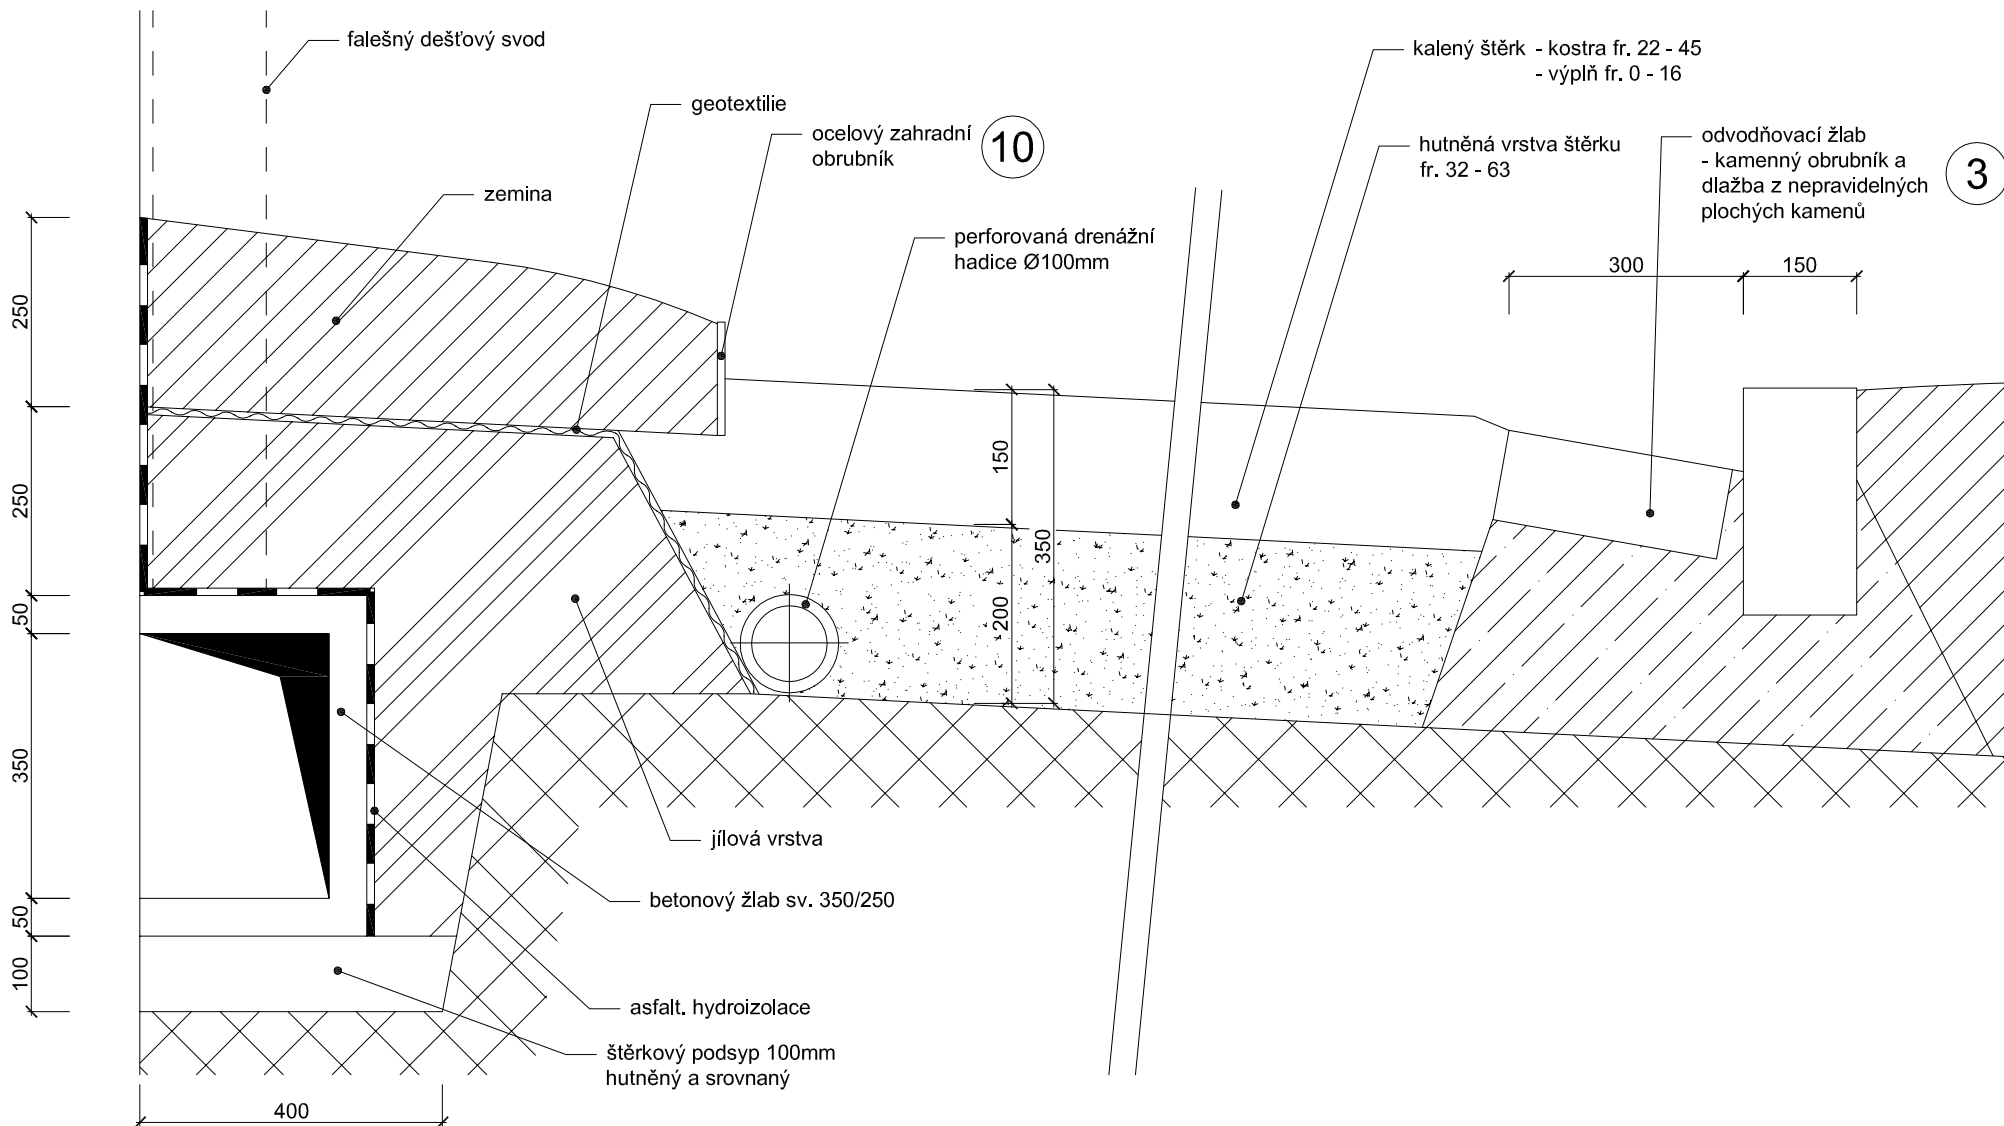 falešný dešťový svod
geotextilie
ocelový zahradní
obrubník
10
zemina
perforovaná drenážní
hadice Ø100mm
kalený štěrk - kostra fr. 22 - 45
- výplň fr. 0 - 16
hutněná vrstva štěrku
fr. 32 - 63
odvodňovací žlab
- kamenný obrubník a
dlažba z nepravidelných
plochých kamenů
3
300
150
250
250
50
350
50
100
150
350
200
jílová vrstva
betonový žlab sv. 350/250
asfalt. hydroizolace
štěrkový podsyp 100mm
hutněný a srovnaný
400